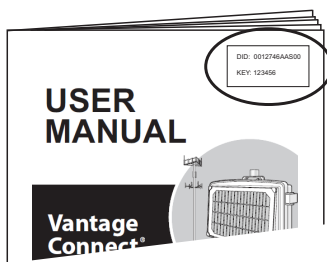 DID: 0012746AAS00
KEY: 123456
USER
MANUAL
Vantage
Connect®